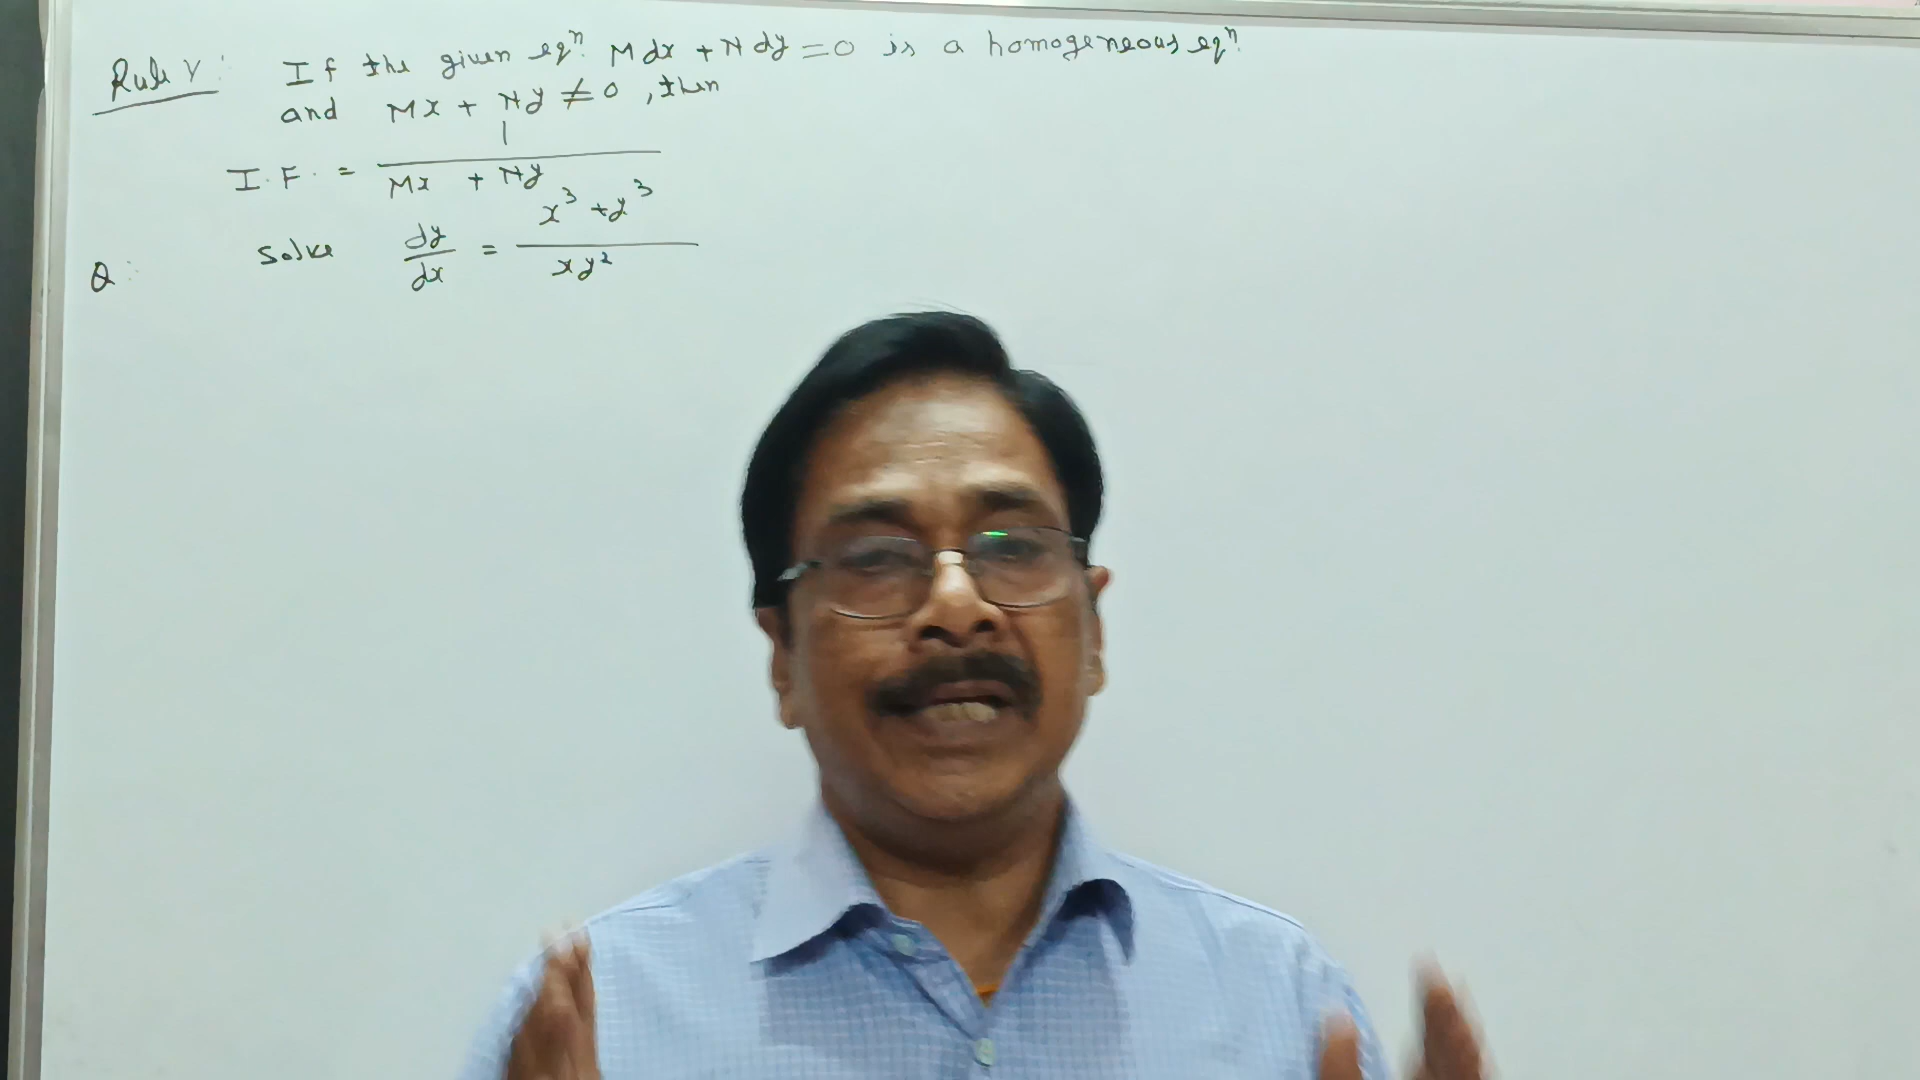 Rule V: If the given eqⁿ. Mdx + Ndy = 0 is a homogeneous eqⁿ.
and Mx + Ny ≠ 0, then
I.F. = 1 / (Mx + Ny)
Q: Solve dy/dx = (x³ + y³) / (xy²)